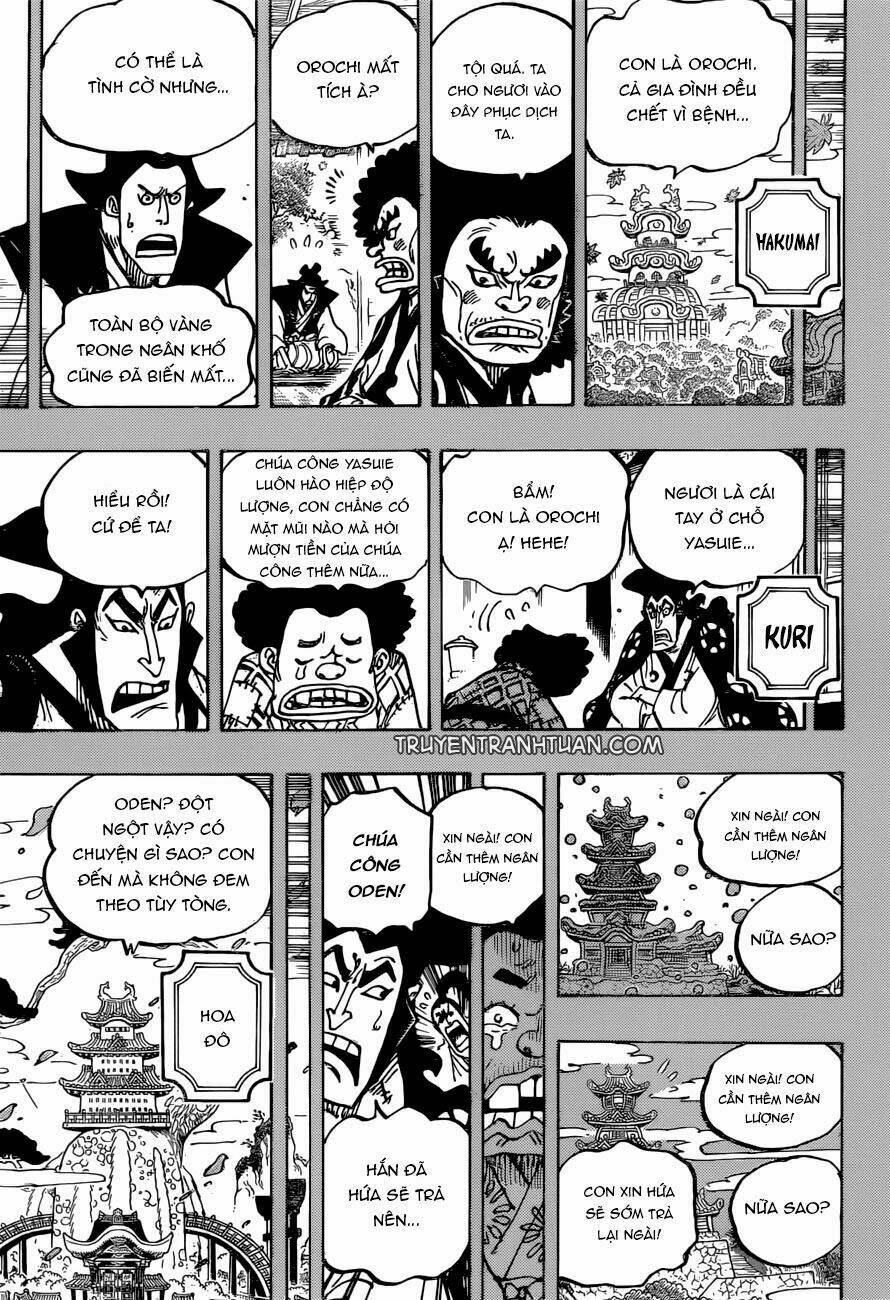 CON LÀ OROCHI.
CẢ GIA ĐÌNH ĐỀU
CHẾT VÌ BỆNH...
HAKUMAI
TỘI QUÁ. TA
CHO NGƯƠI VÀO
ĐÂY PHỤC DỊCH
TA.
OROCHI MẤT
TÍCH À?
CÓ THỂ LÀ
TÌNH CỜ NHƯNG...
TOÀN BỘ VÀNG
TRONG NGÂN KHỐ
CŨNG ĐÃ BIẾN MẤT...
NGƯƠI LÀ CÁI
TAY Ở CHỖ
YASUIE...
KURI
BẨM!
CON LÀ OROCHI
Ạ! HEHE!
CHÚA CÔNG YASUIE
LUÔN HÀO HIỆP ĐỘ
LƯỢNG, CON CHẲNG CÓ
MẶT MŨI NÀO MÀ HỎI
MƯỢN TIỀN CỦA CHÚA
CÔNG THÊM NỮA...
HIỂU RỒI!
CỨ ĐỂ TA!
TRUYENTRANHTUAN.COM
XIN NGÀI! CON
CẦN THÊM NGÂN
LƯỢNG!
NỮA SAO?
XIN NGÀI! CON
CẦN THÊM NGÂN
LƯỢNG!
NỮA SAO?
CON XIN HỨA
SẼ SỚM TRẢ
LẠI NGÀI!
XIN NGÀI! CON
CẦN THÊM NGÂN
LƯỢNG!
CHÚA
CÔNG
ODEN!
HẮN ĐÃ
HỨA SẼ TRẢ
NÊN...
ODEN? ĐỘT
NGỘT VẬY? CÓ
CHUYỆN GÌ SAO? CON
ĐẾN MÀ KHÔNG ĐEM
THEO TÙY TÒNG.
HOA
ĐÔ